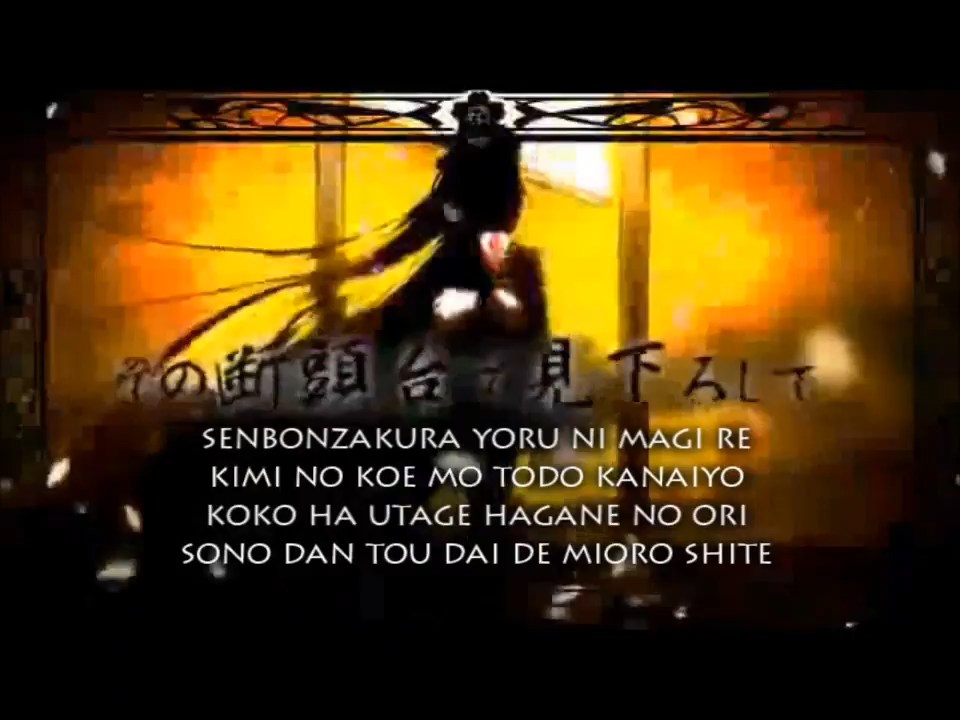 その断頭台で見下ろして
SENBONZAKURA YORU NI MAGI RE
KIMI NO KOE MO TODO KANAIYO
KOKO HA UTAGE HAGANE NO ORI
SONO DAN TOU DAI DE MIORO SHITE